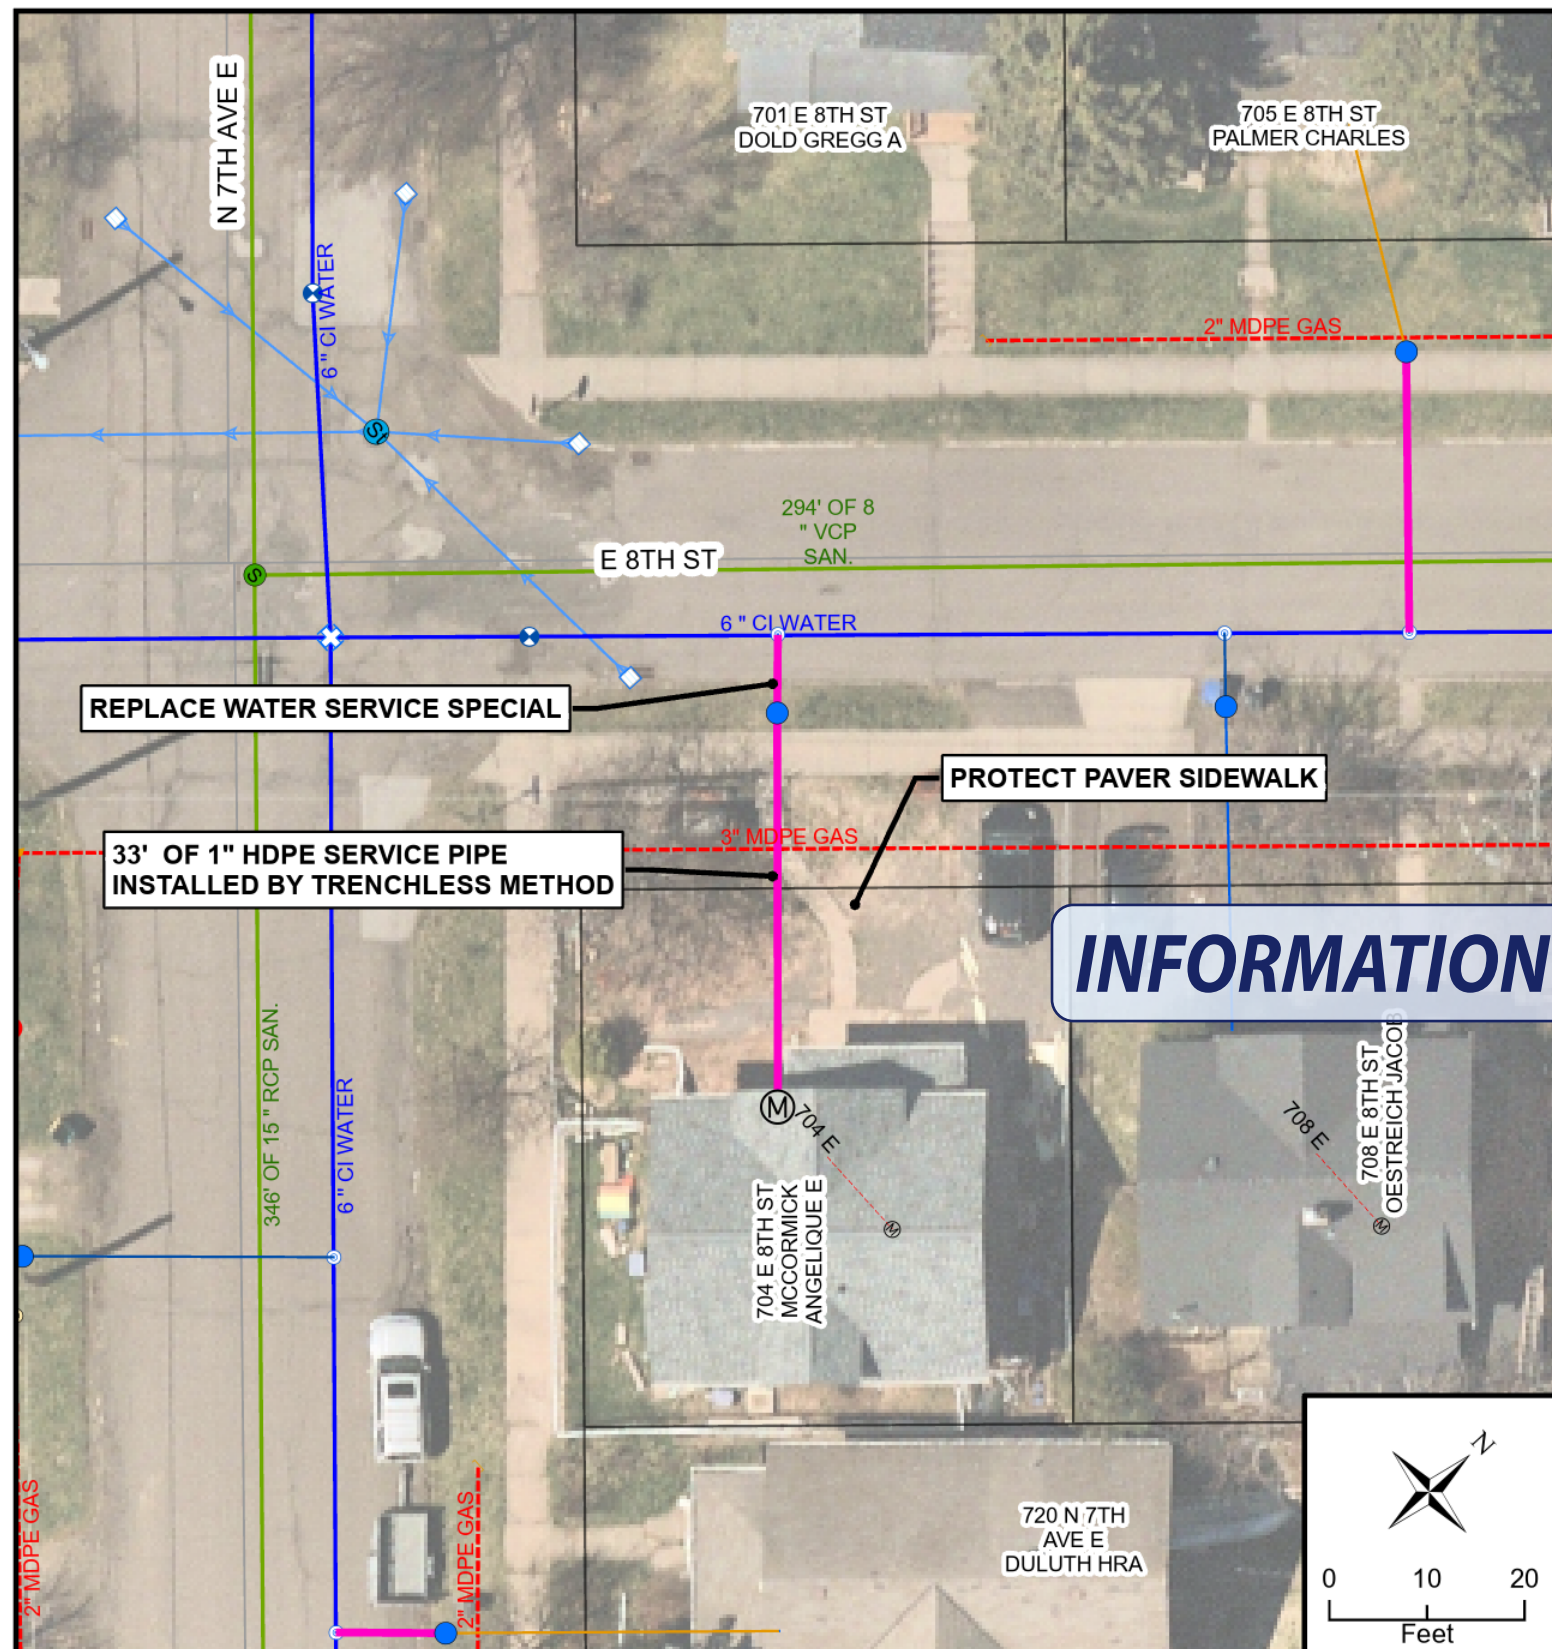 N 7TH AVE E
701 E 8TH ST
DOLD GREGG A
705 E 8TH ST
PALMER CHARLES
6 " CI WATER
2" MDPE GAS
S
294' OF 8
" VCP
SAN.
E 8TH ST
S
6 " CI WATER
REPLACE WATER SERVICE SPECIAL
PROTECT PAVER SIDEWALK
3" MDPE GAS
33' OF 1" HDPE SERVICE PIPE
INSTALLED BY TRENCHLESS METHOD
INFORMATION
346' OF 15 " RCP SAN.
6 " CI WATER
M
704 E
M
704 E 8TH ST
MCCORMICK
ANGELIQUE E
708 E
M
708 E 8TH ST
OESTREICH JACOB
2" MDPE GAS
2" MDPE GAS
720 N 7TH
AVE E
DULUTH HRA
N
0 10 20
Feet